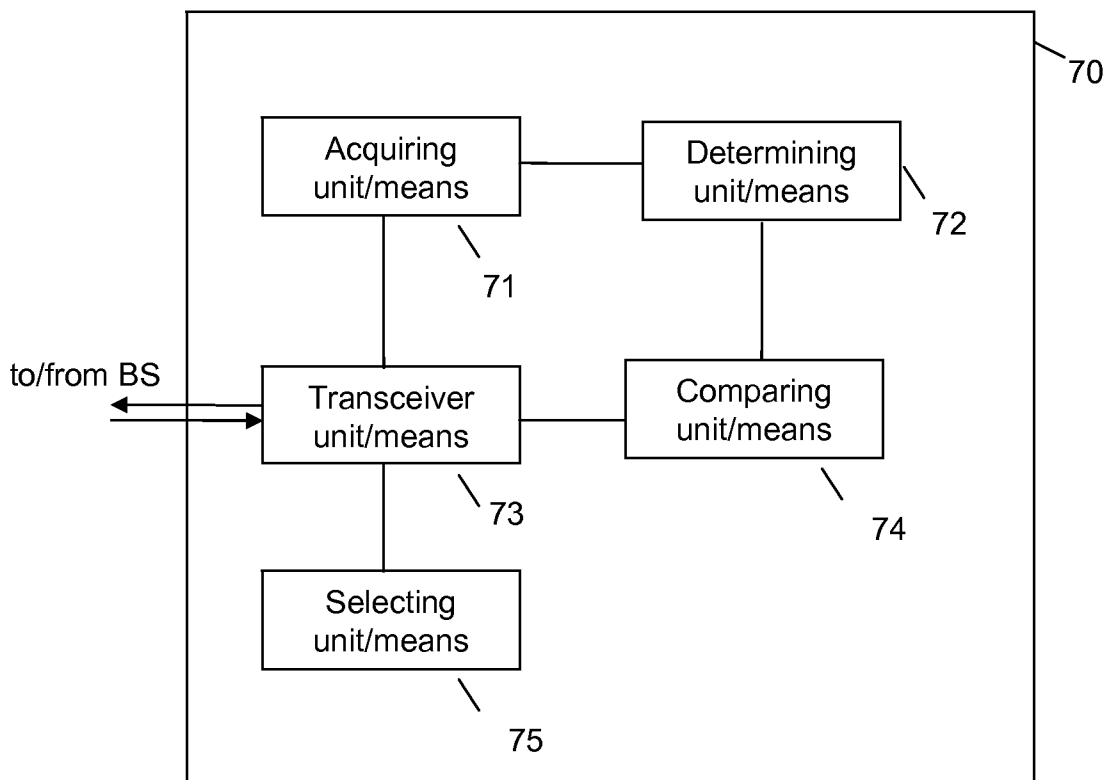 70
Acquiring
unit/means
71
Determining
unit/means
72
to/from BS
Transceiver
unit/means
73
Comparing
unit/means
74
Selecting
unit/means
75